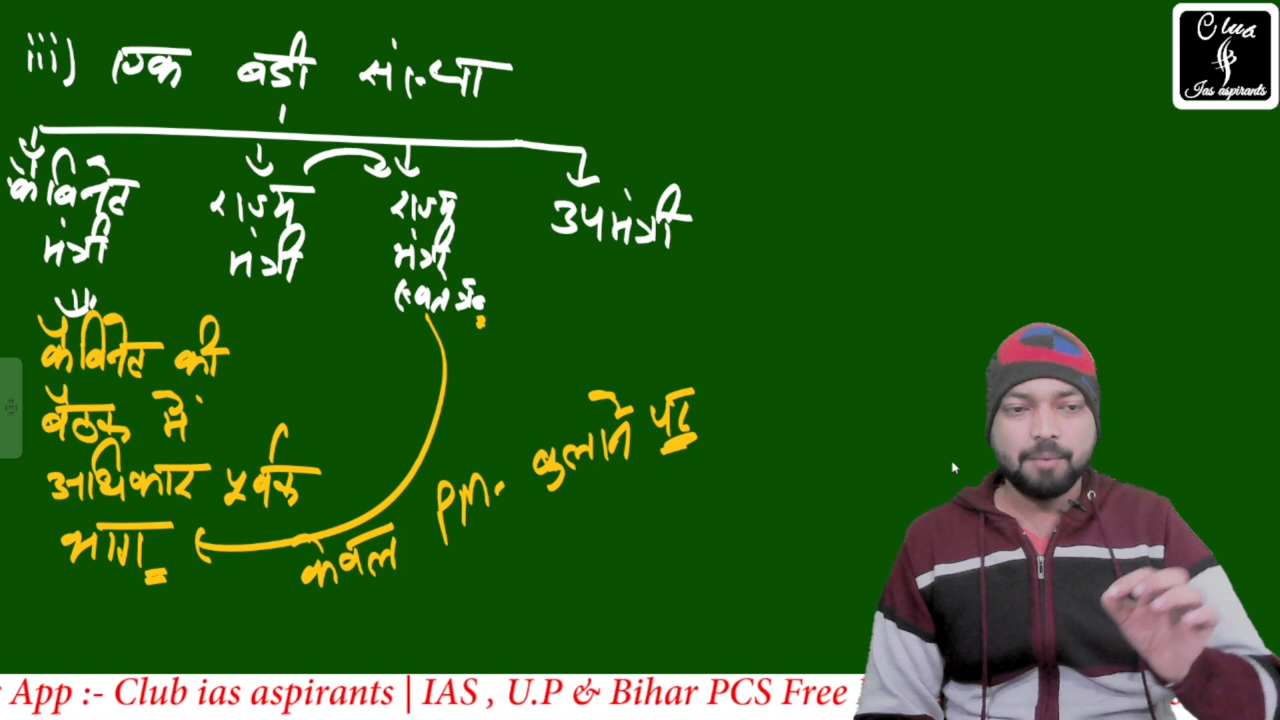 iii) एक बडी संस्था
कैबिनेट मंत्री
राज्य मंत्री
राज्य मंत्री
उपमंत्री
कैबिनेट की
बैठक में
अधिकार पूर्वक
भाग
केवल PM. बुलाने पर
Club
Ias aspirants
App :- Club ias aspirants | IAS , U.P & Bihar PCS Free